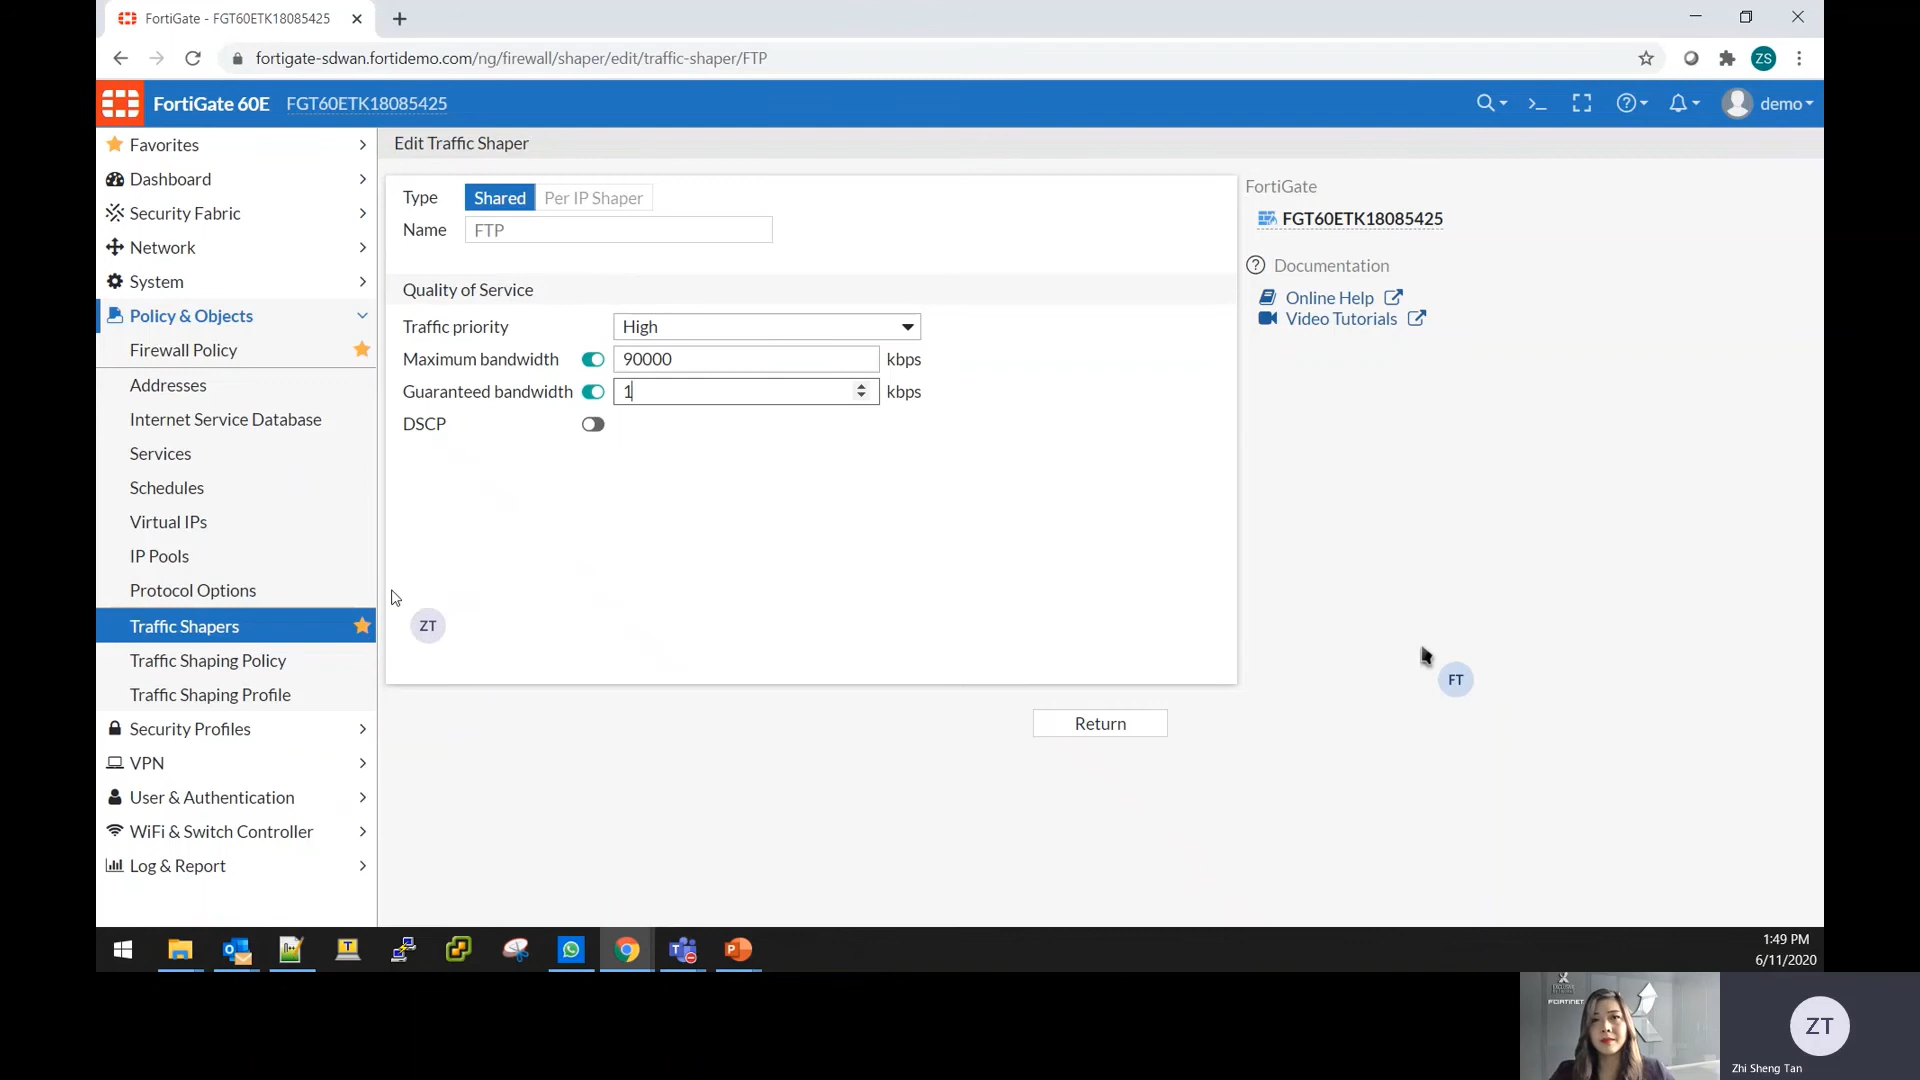 FortiGate - FGT60ETK18085425
fortigate-sdwan.fortidemo.com/ng/firewall/shaper/edit/traffic-shaper/FTP
ZS
FortiGate 60E FGT60ETK18085425
demo
Favorites
Dashboard
Security Fabric
Network
System
Policy & Objects
Firewall Policy
Addresses
Internet Service Database
Services
Schedules
Virtual IPs
IP Pools
Protocol Options
Traffic Shapers
Traffic Shaping Policy
Traffic Shaping Profile
Security Profiles
VPN
User & Authentication
WiFi & Switch Controller
Log & Report
Edit Traffic Shaper
Type Shared Per IP Shaper
Name FTP
Quality of Service
Traffic priority High
Maximum bandwidth 90000 kbps
Guaranteed bandwidth 1 kbps
DSCP
ZT
Return
FortiGate
FGT60ETK18085425
Documentation
Online Help
Video Tutorials
FT
1:49 PM
6/11/2020
FORTINET
ZT
Zhi Sheng Tan